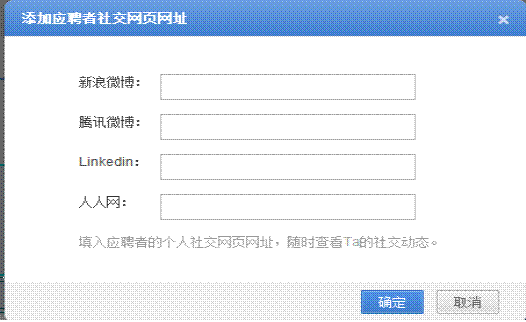 添加应聘者社交网页网址
新浪微博：
腾讯微博：
Linkedin：
人人网：
填入应聘者的个人社交网页网址，随时查看Ta的社交动态。
确定 取消